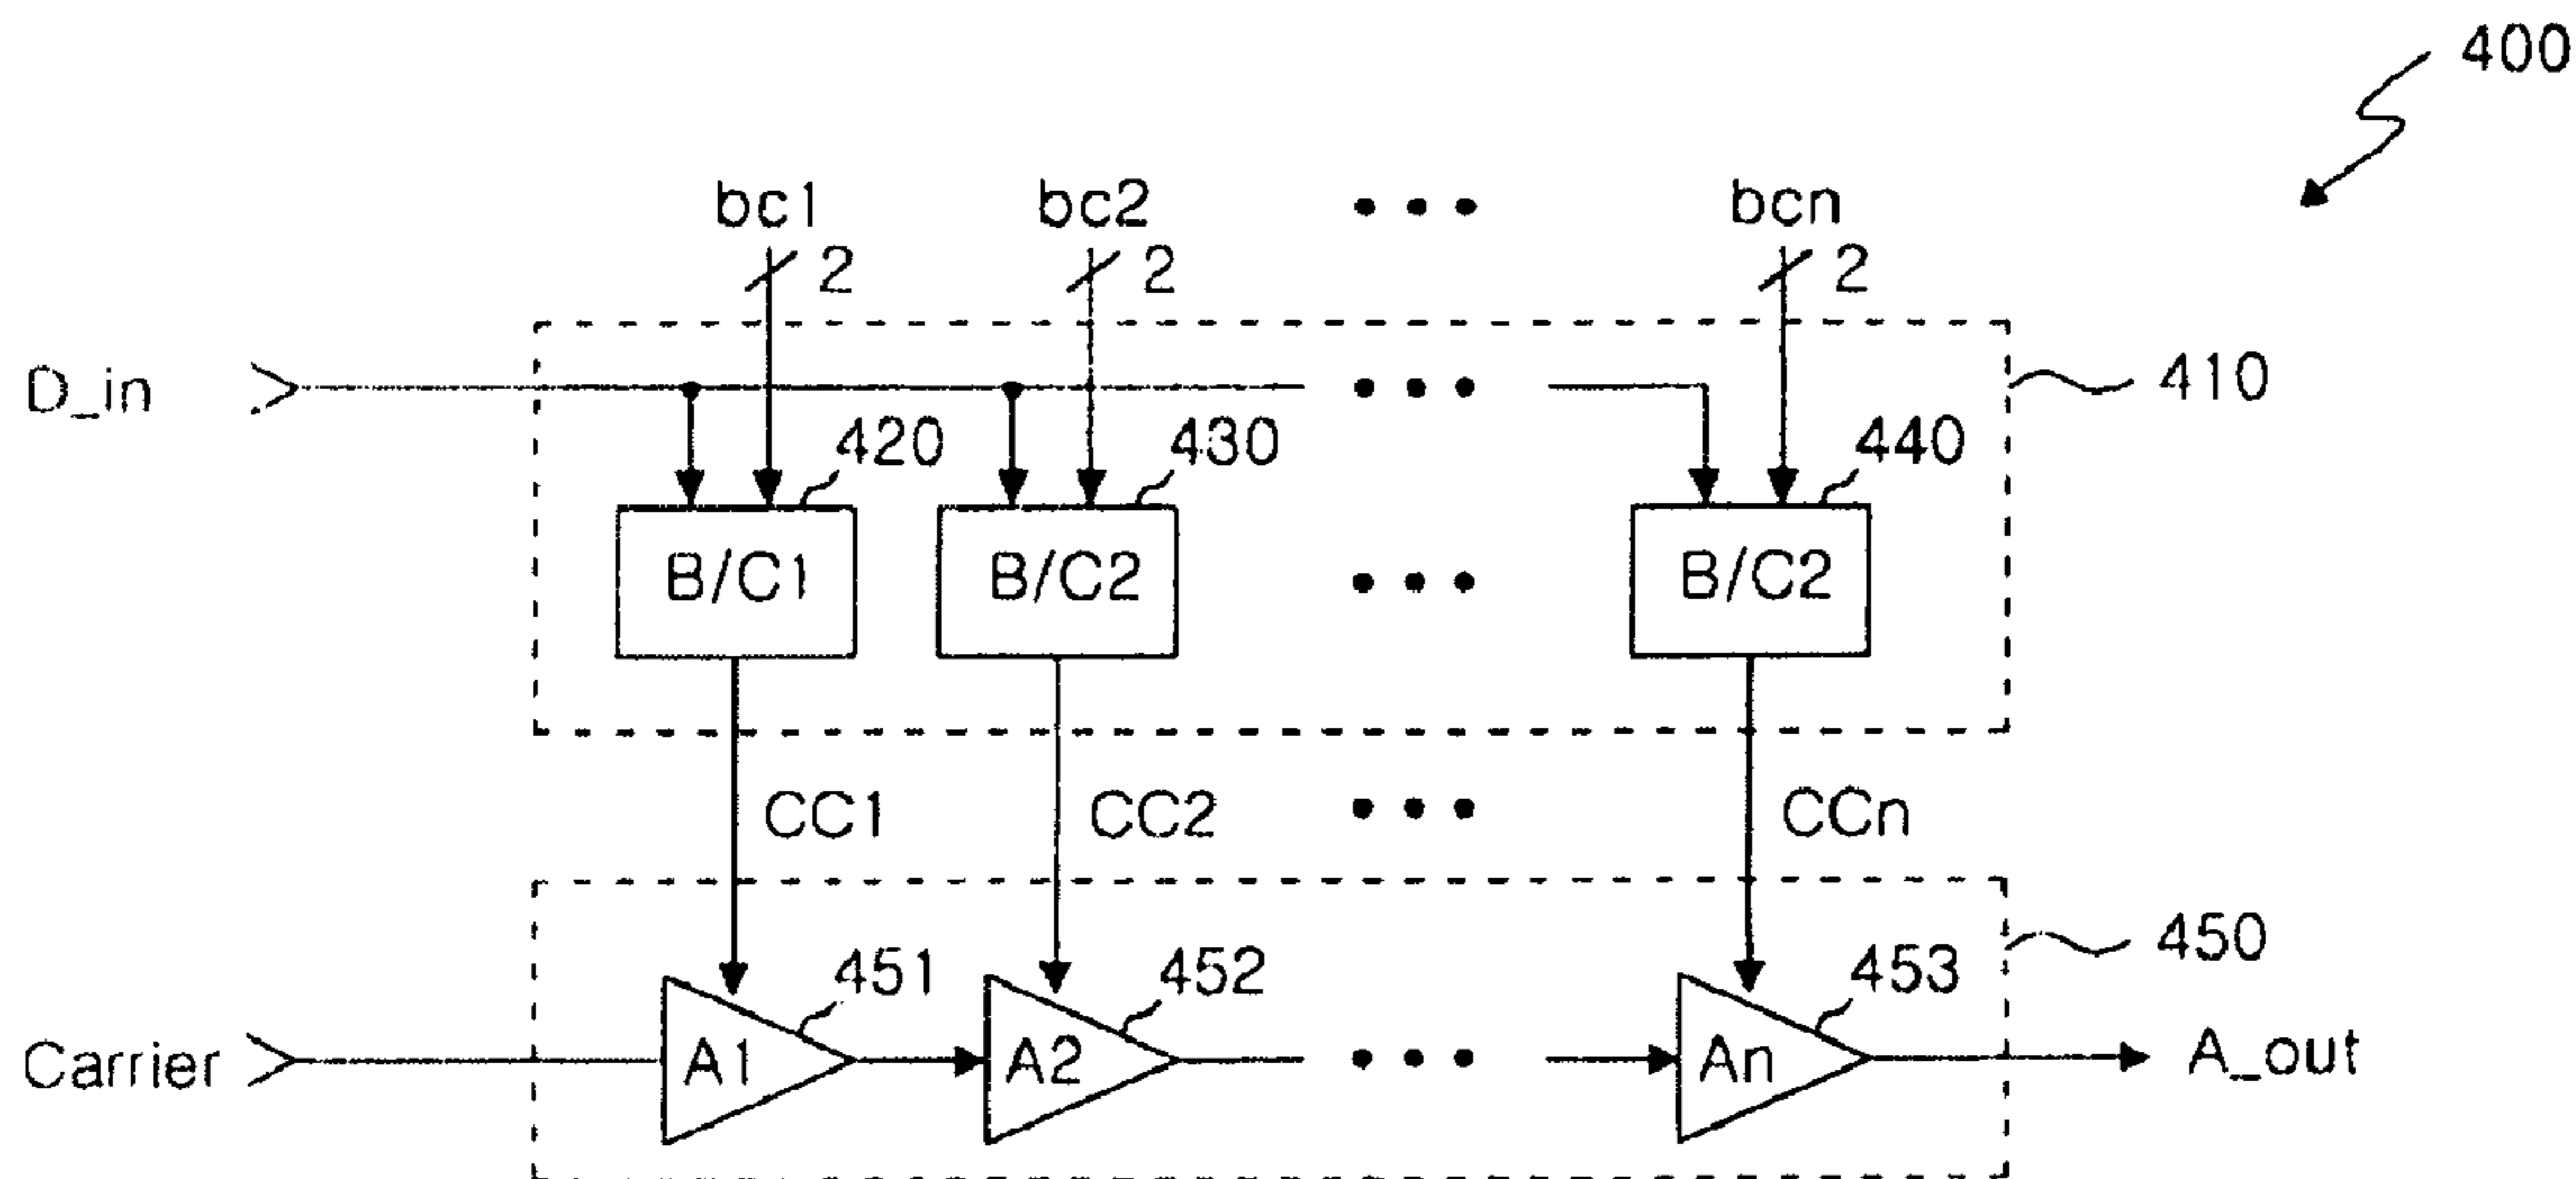 400
bc1 bc2 bcn
2 2 2
D_in 410
420 430 440
B/C1 B/C2 B/C2
CC1 CC2 CCn
451 452 453 450
Carrier A1 A2 An A_out